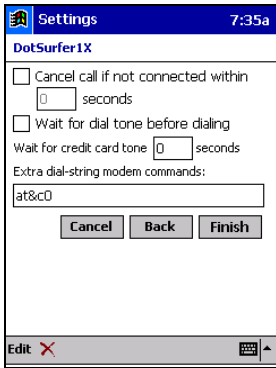 Settings 7:35a
DotSurfer1X
Cancel call if not connected within
0 seconds
Wait for dial tone before dialing
Wait for credit card tone 0 seconds
Extra dial-string modem commands:
at&c0
Cancel Back Finish
Edit